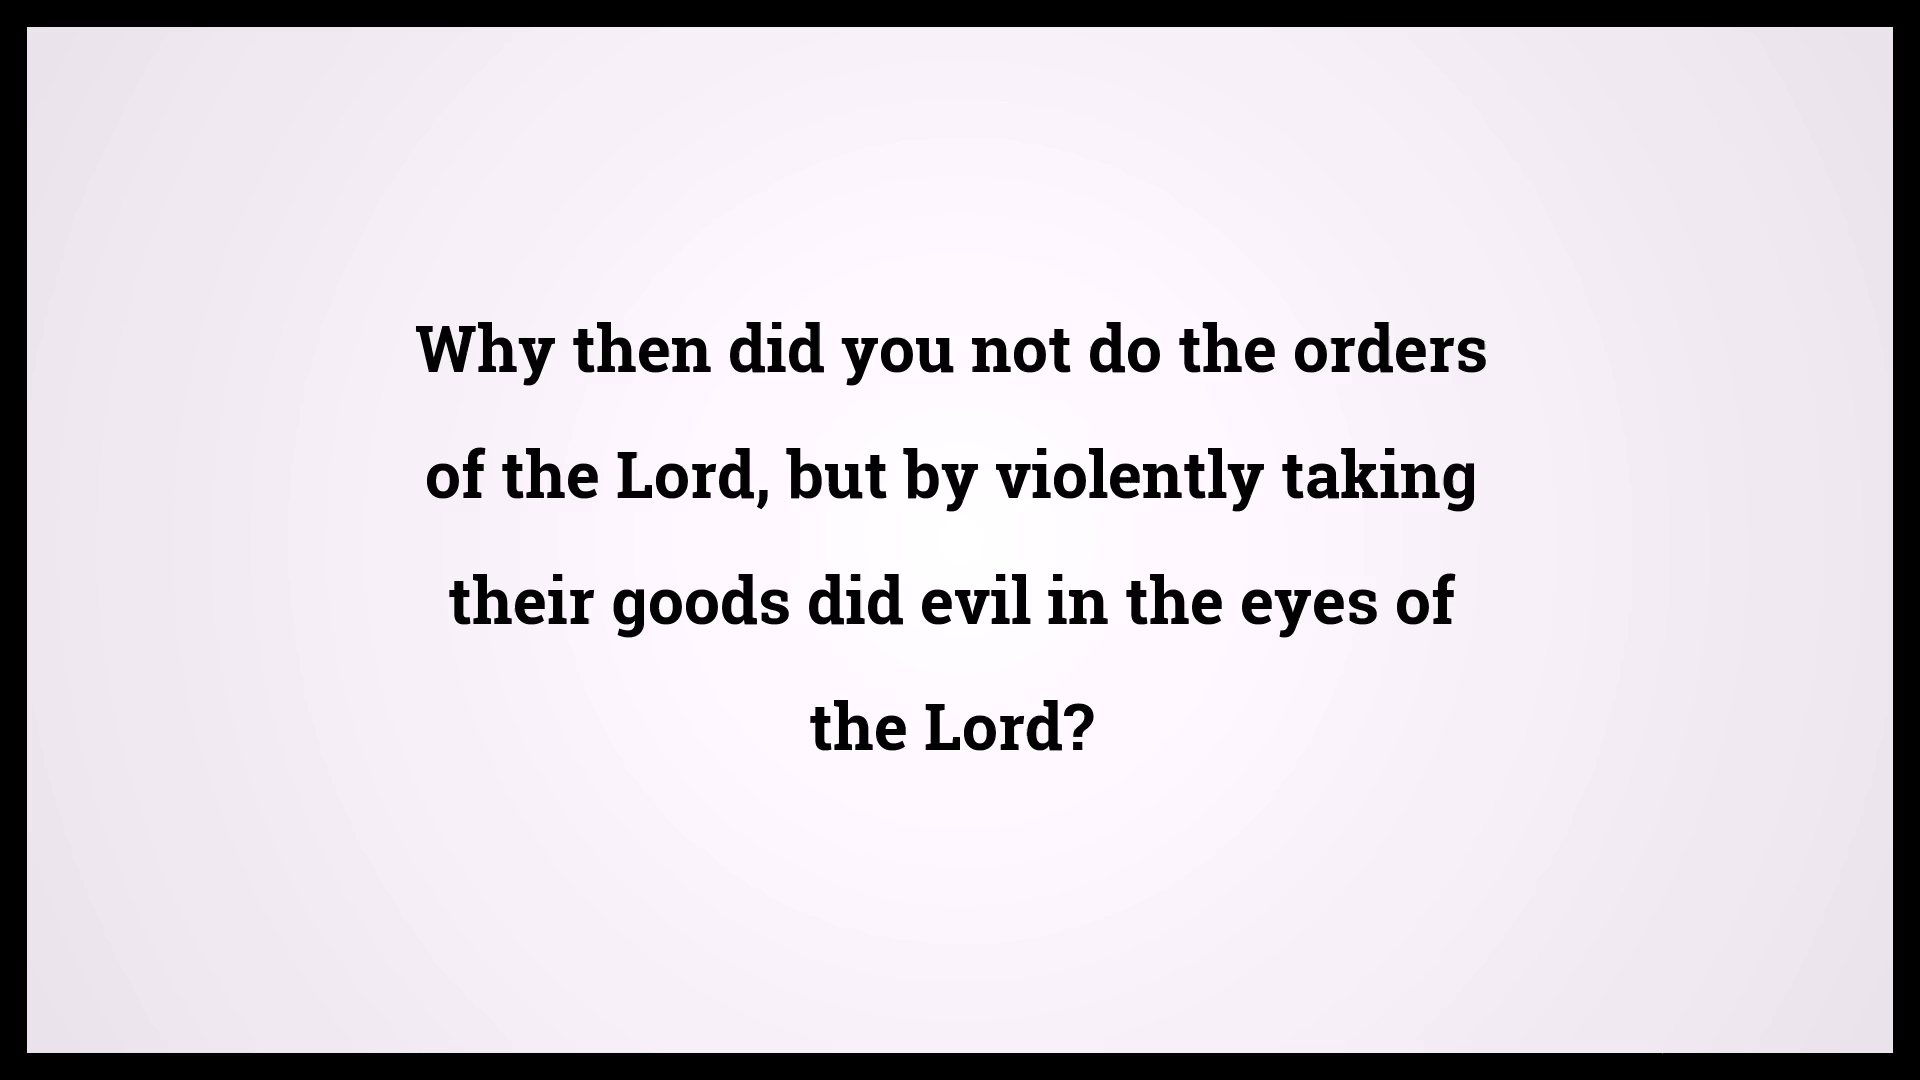 Why then did you not do the orders
of the Lord, but by violently taking
their goods did evil in the eyes of
the Lord?